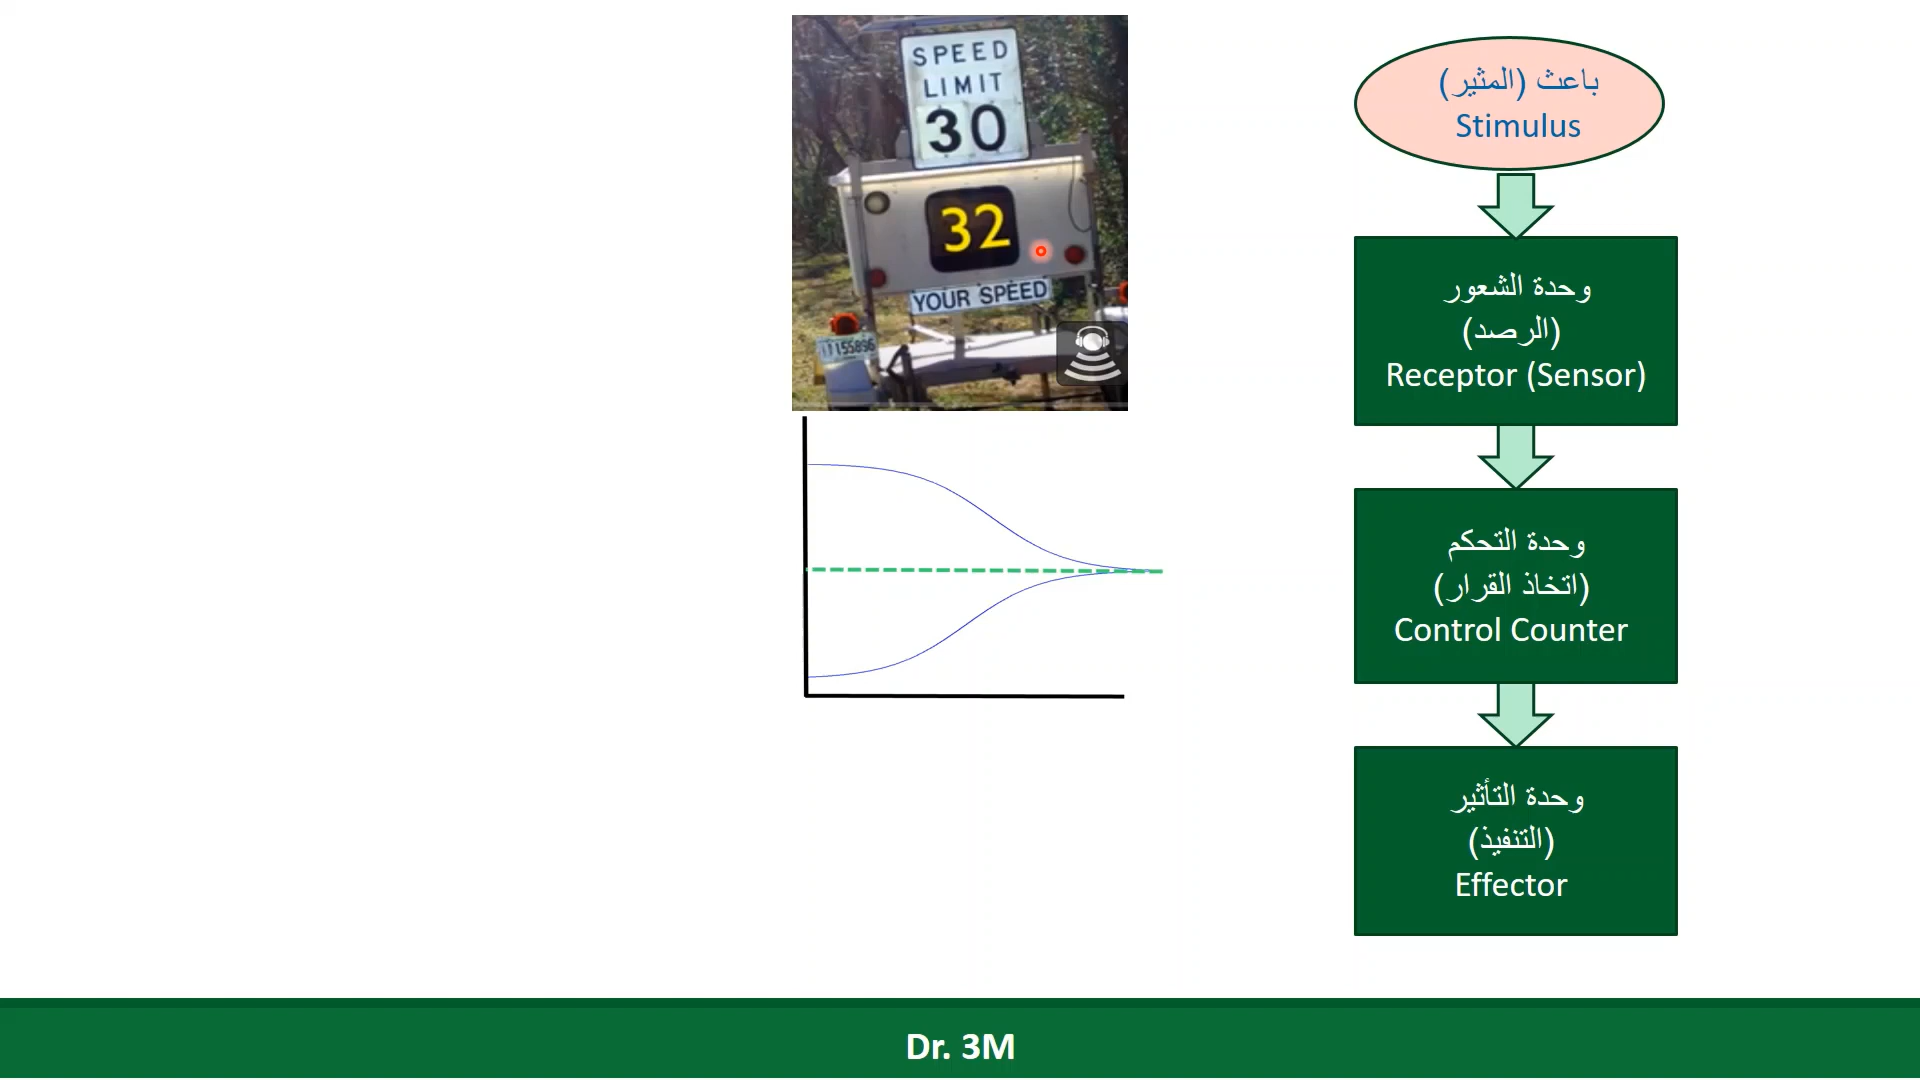 SPEED
LIMIT
30
32
YOUR SPEED
1155896
باعث (المثير)
Stimulus
وحدة الشعور
(الرصد)
Receptor (Sensor)
وحدة التحكم
(اتخاذ القرار)
Control Counter
وحدة التأثير
(التنفيذ)
Effector
Dr. 3M